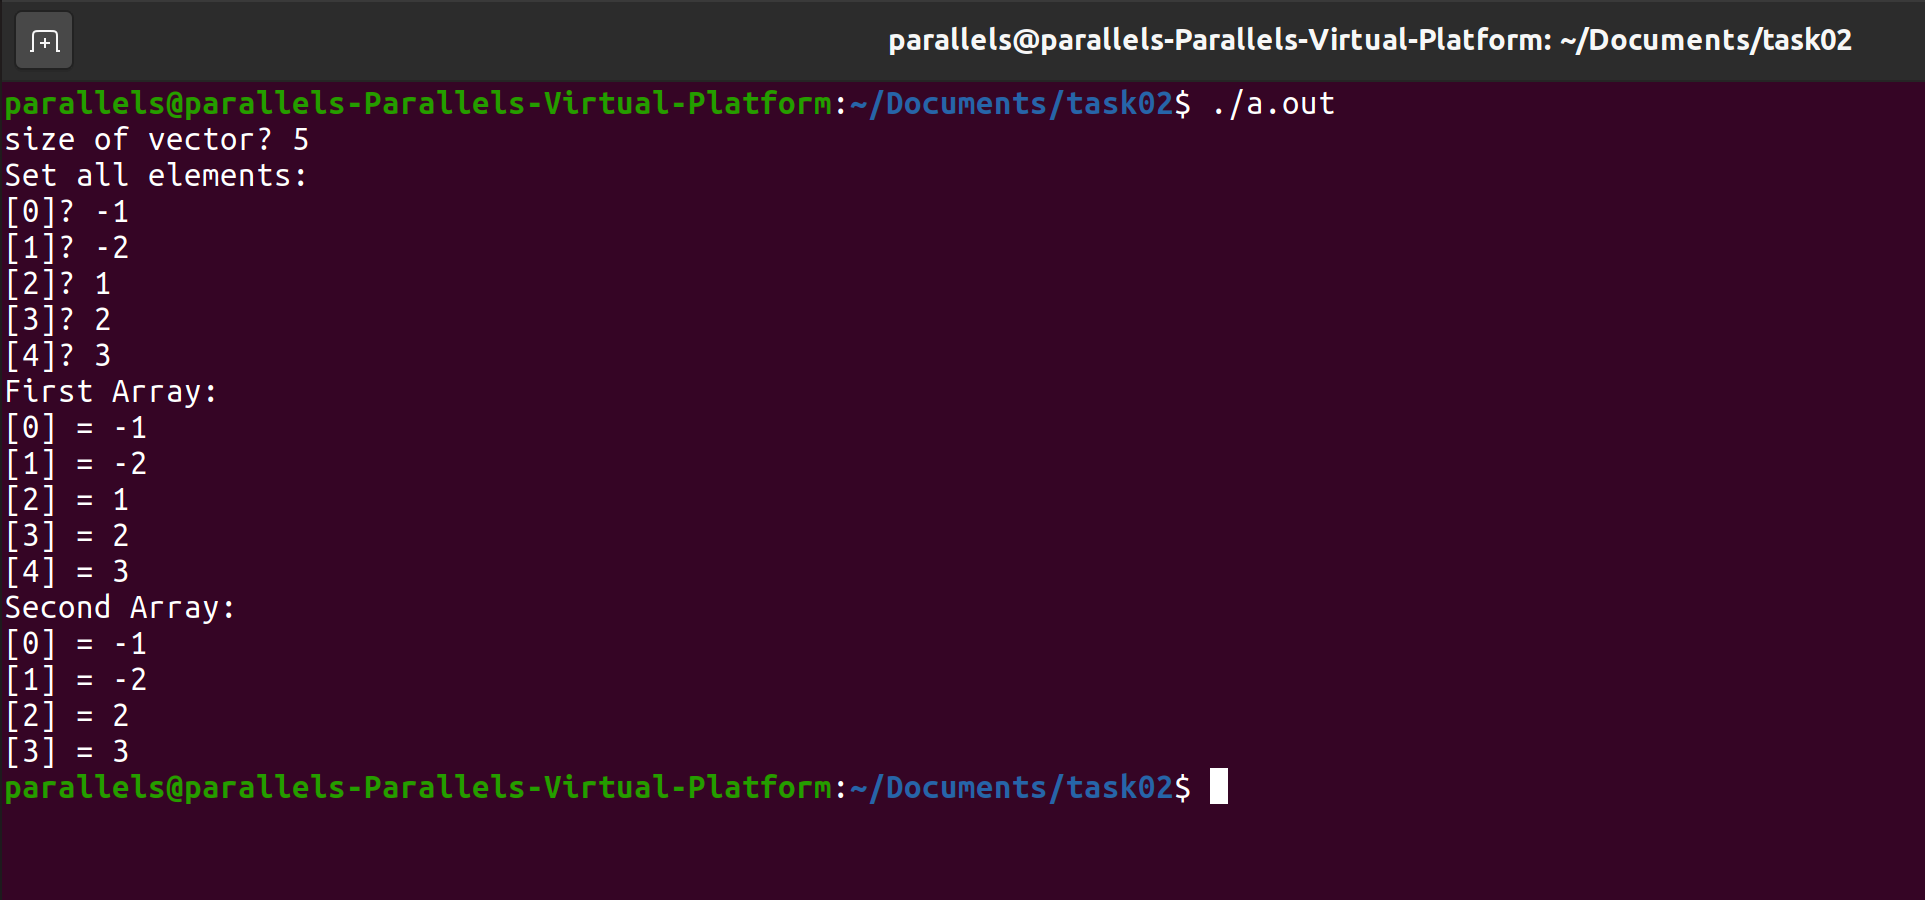 parallels@parallels-Parallels-Virtual-Platform: ~/Documents/task02
parallels@parallels-Parallels-Virtual-Platform:~/Documents/task02$ ./a.out
size of vector? 5
Set all elements:
[0]? -1
[1]? -2
[2]? 1
[3]? 2
[4]? 3
First Array:
[0] = -1
[1] = -2
[2] = 1
[3] = 2
[4] = 3
Second Array:
[0] = -1
[1] = -2
[2] = 2
[3] = 3
parallels@parallels-Parallels-Virtual-Platform:~/Documents/task02$